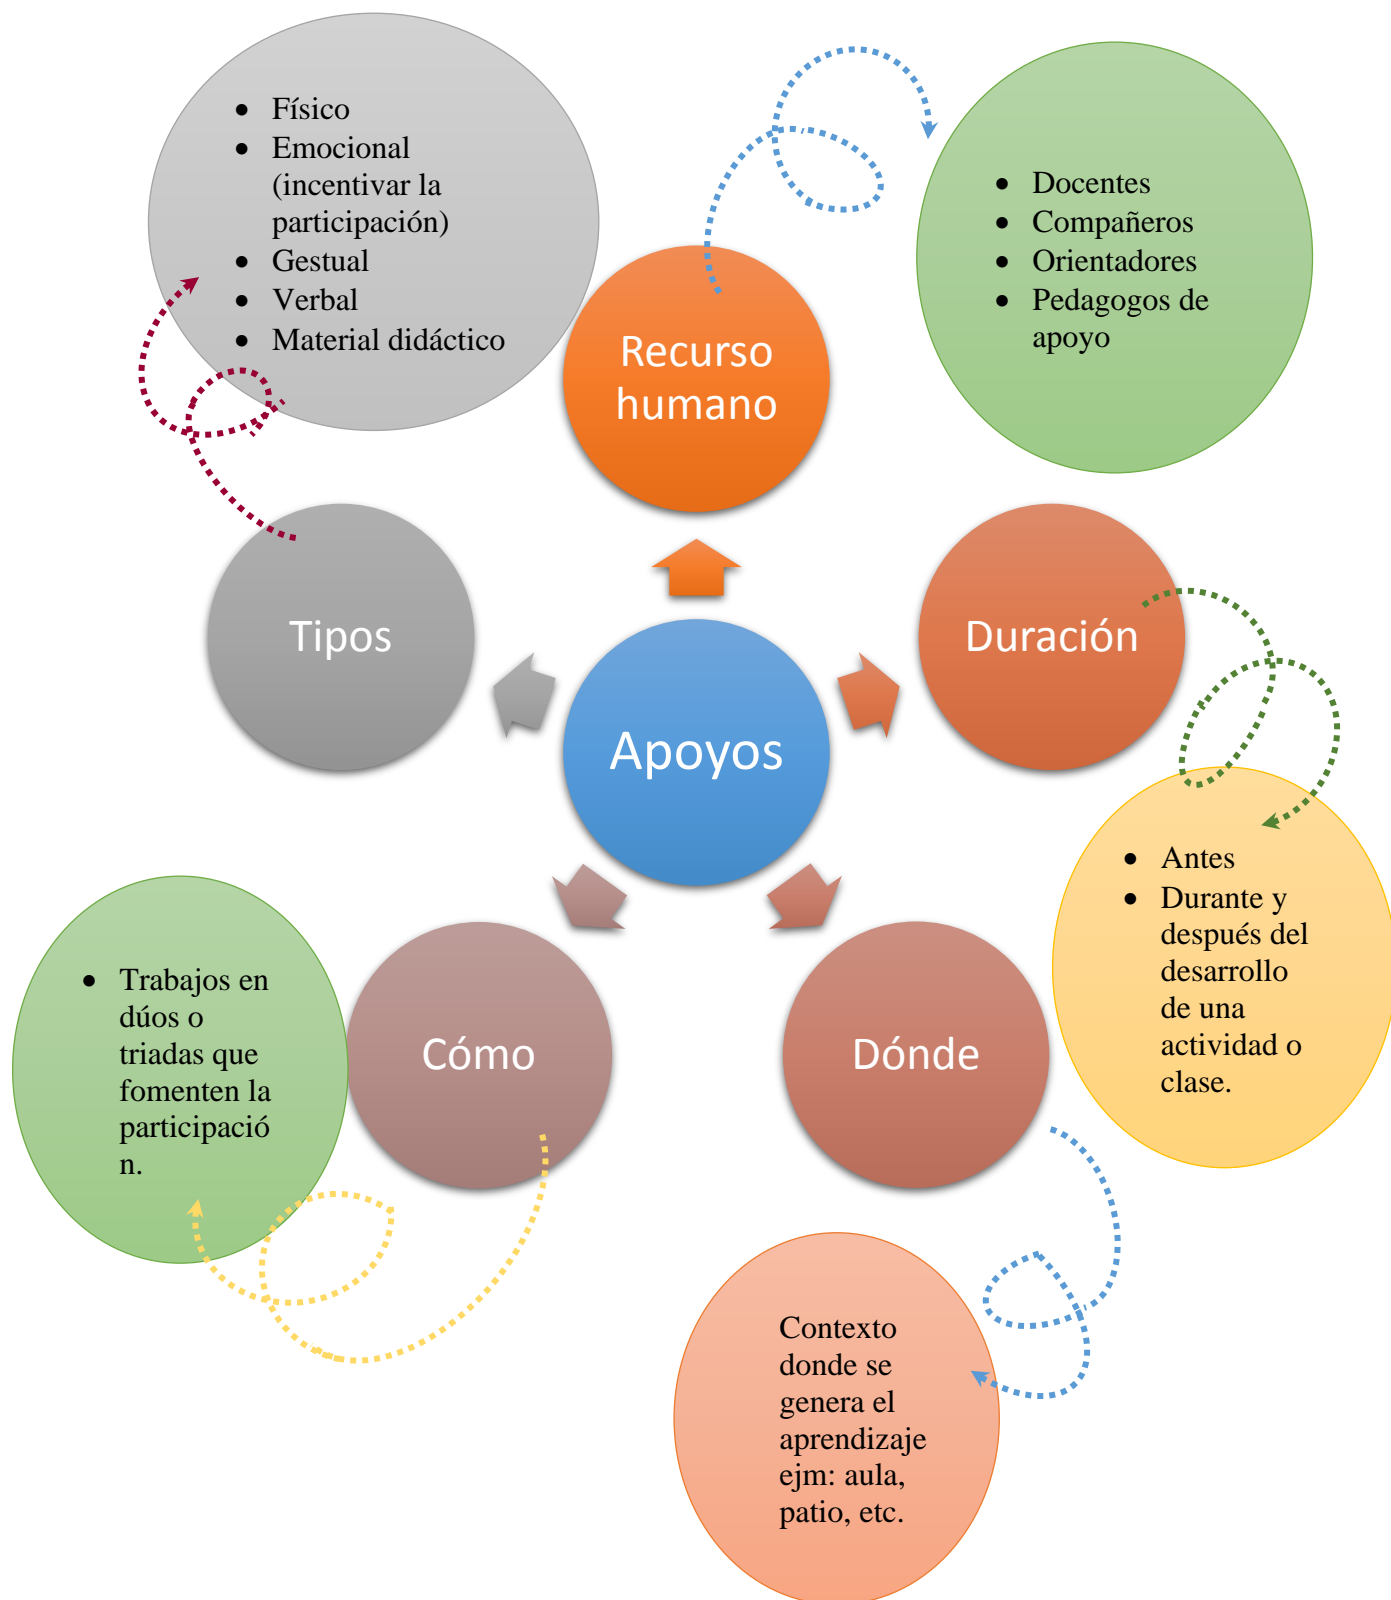 • Físico
• Emocional
(incentivar la
participación)
• Gestual
• Verbal
• Material didáctico
• Docentes
• Compañeros
• Orientadores
• Pedagogos de
apoyo
Recurso
humano
Tipos
Duración
Apoyos
• Antes
• Durante y
después del
desarrollo
de una
actividad o
clase.
• Trabajos en
dúos o
triadas que
fomenten la
participació
n.
Cómo
Dónde
Contexto
donde se
genera el
aprendizaje
ejm: aula,
patio, etc.